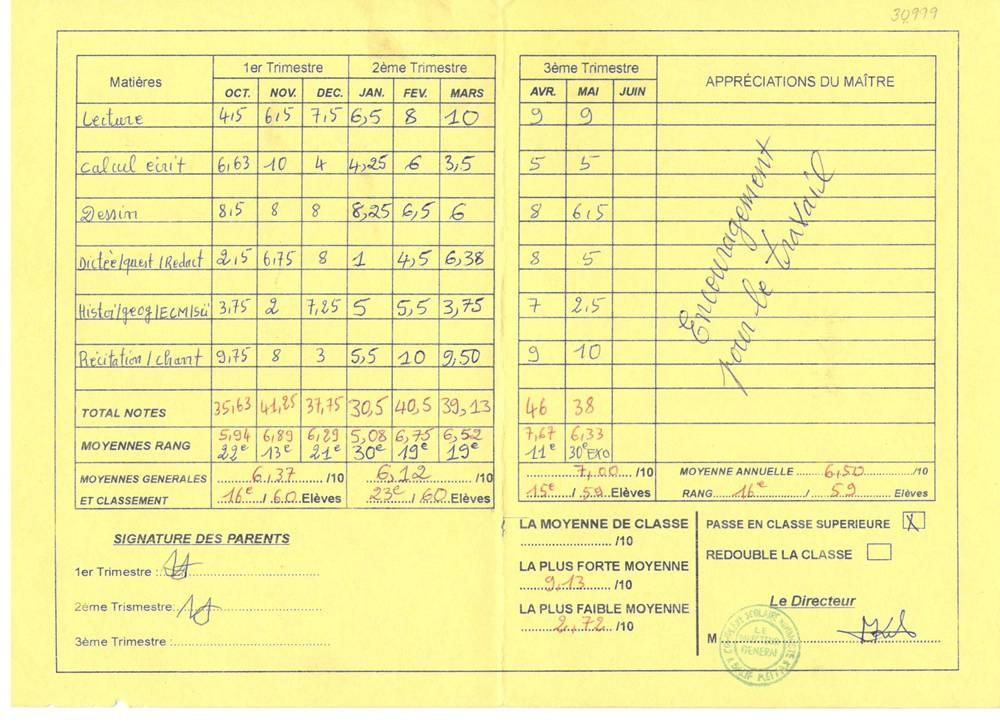 30999
Matières 1er Trimestre 2ème Trimestre 3ème Trimestre APPRÉCIATIONS DU MAÎTRE
OCT. NOV. DEC. JAN. FEV. MARS AVR. MAI JUIN
Lecture 4,5 6,5 7,5 6,5 8 10 9 9
Calcul écrit 6,63 10 4 4,25 6 3,5 5 5
Dessin 8,5 8 8 8,25 6,5 6 8 6,5
Dictée/quest/Redact 2,5 6,75 8 1 4,5 6,38 8 5
Histoi/geog/ECM/sci 3,75 2 7,25 5 5,5 3,75 7 2,5
Récitation/chant 9,75 8 3 5,5 10 9,50 9 10
Encouragement
pour le travail
TOTAL NOTES 35,63 41,25 37,75 30,5 40,5 39,13 46 38
MOYENNES RANG 5,94 6,89 6,29 5,08 6,75 6,52 7,67 6,33
22e 13e 21e 30e 19e 19e 11e 30e EXO
MOYENNES GENERALES 6,37 /10 6,12 /10 7,00 /10 MOYENNE ANNUELLE 6,50 /10
ET CLASSEMENT 16e / 60 Elèves 23e / 60 Elèves 15e / 59 Elèves RANG 16e / 59 Elèves
SIGNATURE DES PARENTS
1er Trimestre :
2ème Trismestre:
3ème Trimestre :
LA MOYENNE DE CLASSE
/10
LA PLUS FORTE MOYENNE
9,13 /10
LA PLUS FAIBLE MOYENNE
2,72 /10
PASSE EN CLASSE SUPERIEURE X
REDOUBLE LA CLASSE
Le Directeur
M
LE
DIRECTEUR
GENERAL